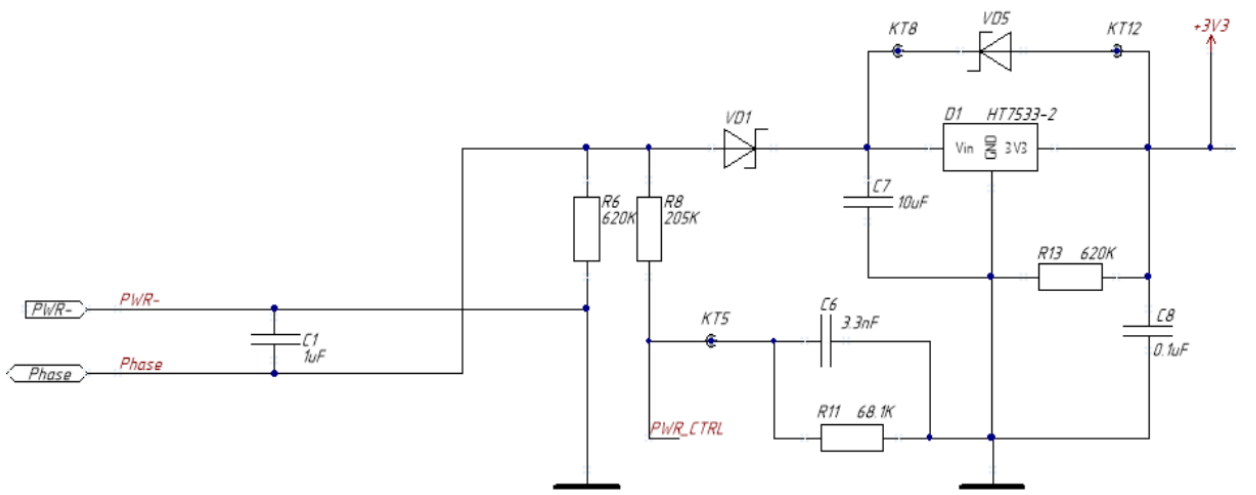 KT8
VD5
KT12
+3V3
VD1
D1 HT7533-2
Vin GND 3V3
C7
10uF
R6
620K
R8
205K
R13 620K
PWR-
PWR-
C1
1uF
Phase
Phase
KT5
C6
3.3nF
C8
0.1uF
R11 68.1K
PWR_CTRL